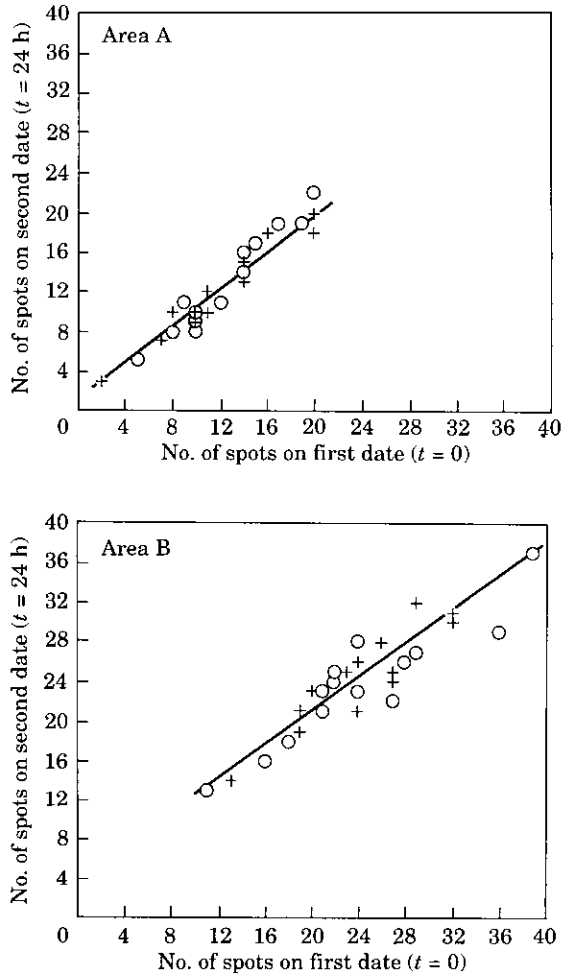 Area A
No. of spots on second date (t = 24 h)
40
36
32
28
24
20
16
12
8
4
0
4 8 12 16 20 24 28 32 36 40
No. of spots on first date (t = 0)
Area B
No. of spots on second date (t = 24 h)
40
36
32
28
24
20
16
12
8
4
0
4 8 12 16 20 24 28 32 36 40
No. of spots on first date (t = 0)